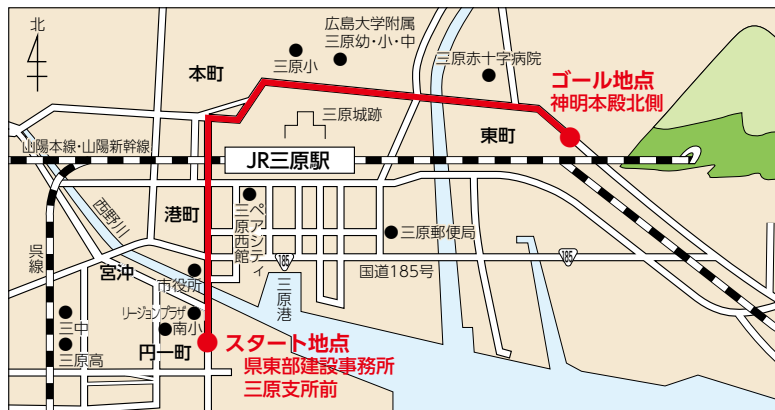 北
広島大学附属
三原幼・小・中
三原小
本町
三原赤十字病院
ゴール地点
神明本殿北側
三原城跡
東町
山陽本線・山陽新幹線
JR三原駅
港町
ペアシティ
三原西館
西野川
三原郵便局
呉線
宮沖
185
185
国道185号
市役所
三原港
リージョンプラザ
南小
三中
三原高
円一町
スタート地点
県東部建設事務所
三原支所前